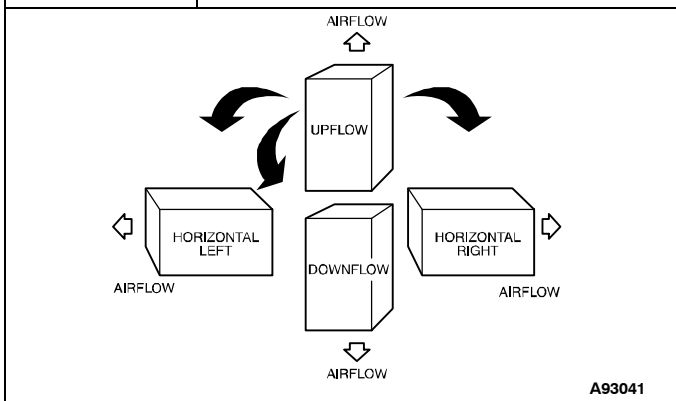 AIRFLOW
UPFLOW
HORIZONTAL
LEFT
AIRFLOW
DOWNFLOW
HORIZONTAL
RIGHT
AIRFLOW
AIRFLOW
A93041